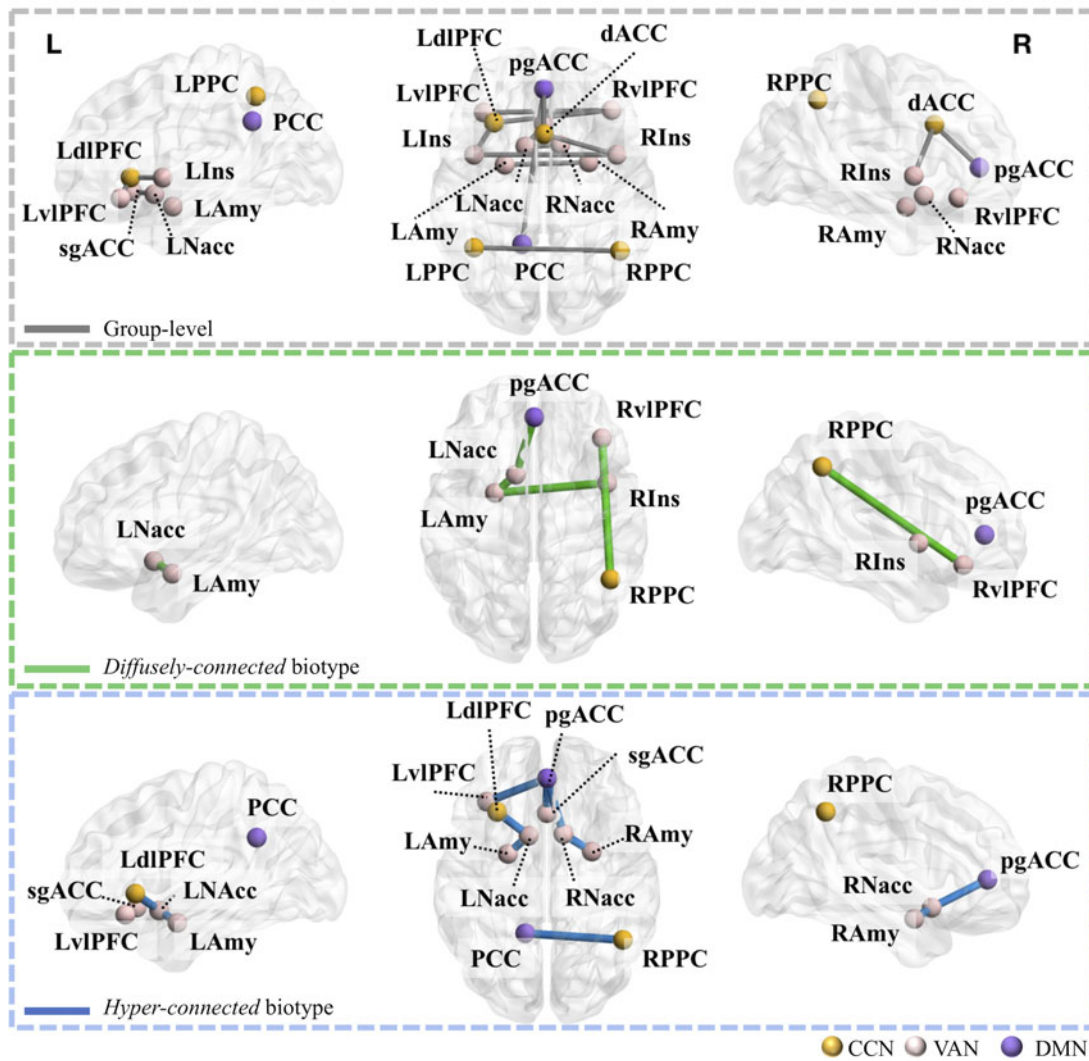 L
R
LdlPFC
dACC
pgACC
LPPC
PCC
LvlPFC
RvlPFC
RPPC
dACC
LdlPFC
LIns
LIns
RIns
RIns
pgACC
LvlPFC
LAmy
LNacc
RNacc
RvlPFC
sgACC
LNacc
LAmy
RAmy
RAmy
RNacc
LPPC
PCC
RPPC
Group-level
pgACC
RvlPFC
LNacc
RPPC
pgACC
LNacc
LAmy
RIns
RIns
LAmy
RvlPFC
RPPC
Diffusely-connected biotype
LdlPFC
pgACC
sgACC
LvlPFC
PCC
RPPC
LdlPFC
LAmy
RAmy
pgACC
sgACC
LNAcc
LNacc
RNacc
RNacc
LvlPFC
LAmy
RAmy
PCC
RPPC
Hyper-connected biotype
CCN
VAN
DMN